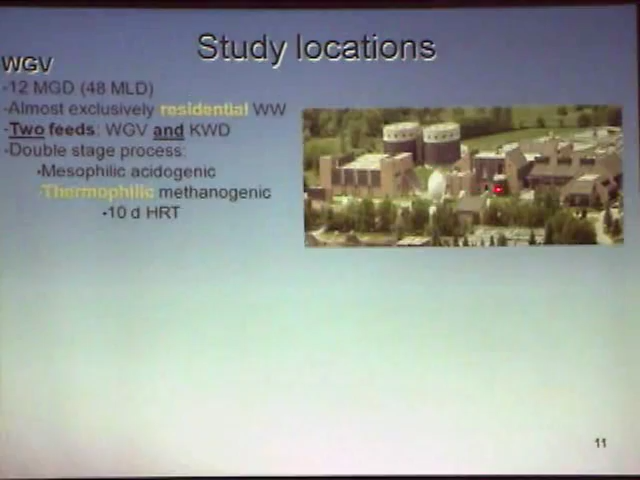 Study locations
WGV
-12 MGD (48 MLD)
-Almost exclusively residential WW
-Two feeds: WGV and KWD
-Double stage process:
•Mesophilic acidogenic
•Thermophilic methanogenic
•10 d HRT
11